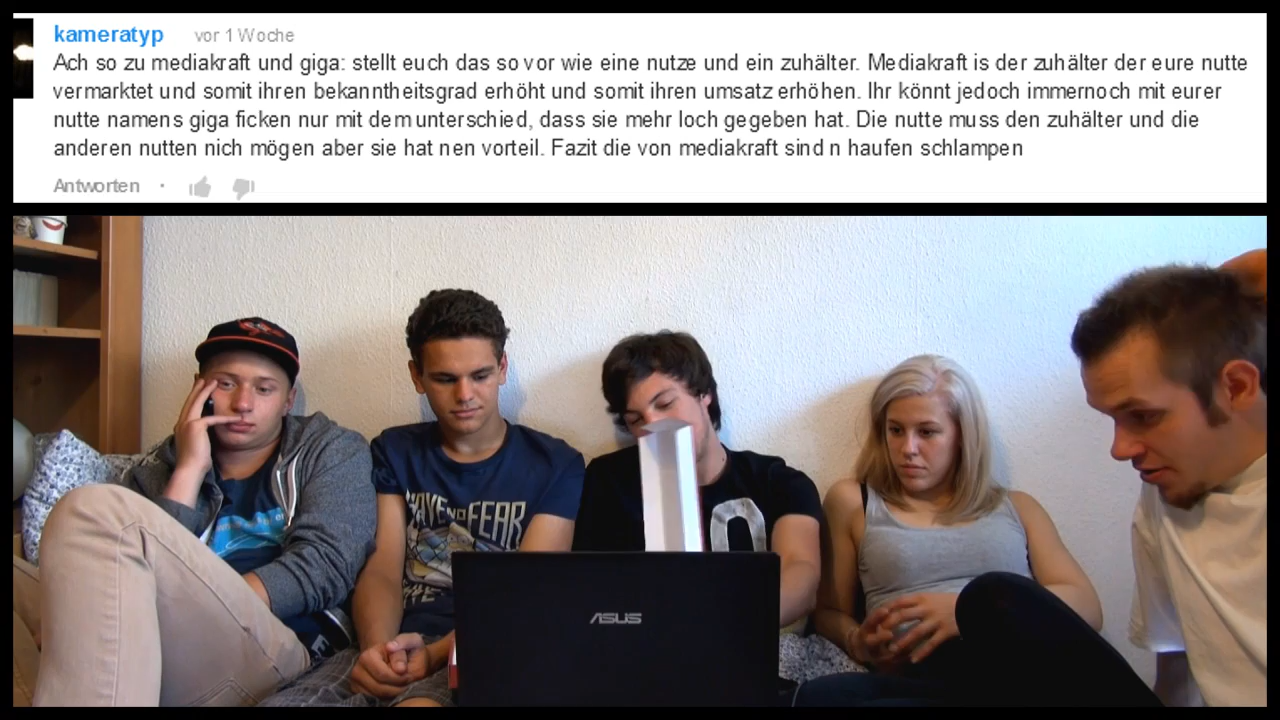 kameratyp vor 1 Woche
Ach so zu mediakraft und giga: stellt euch das so vor wie eine nutze und ein zuhälter. Mediakraft is der zuhälter der eure nutte
vermarktet und somit ihren bekanntheitsgrad erhöht und somit ihren umsatz erhöhen. Ihr könnt jedoch immernoch mit eurer
nutte namens giga ficken nur mit dem unterschied, dass sie mehr loch gegeben hat. Die nutte muss den zuhälter und die
anderen nutten nich mögen aber sie hat nen vorteil. Fazit die von mediakraft sind n haufen schlampen
Antworten ·
HAVE NO FEAR
ASUS